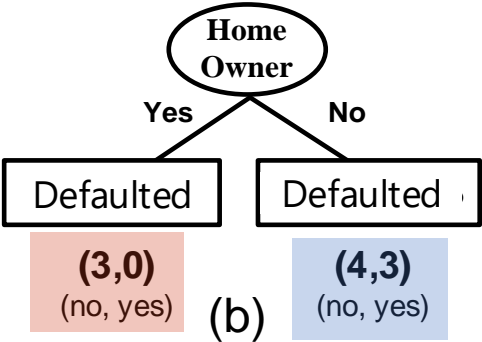 Home
Owner
Yes
No
Defaulted
Defaulted
(3,0)
(no, yes)
(4,3)
(no, yes)
(b)